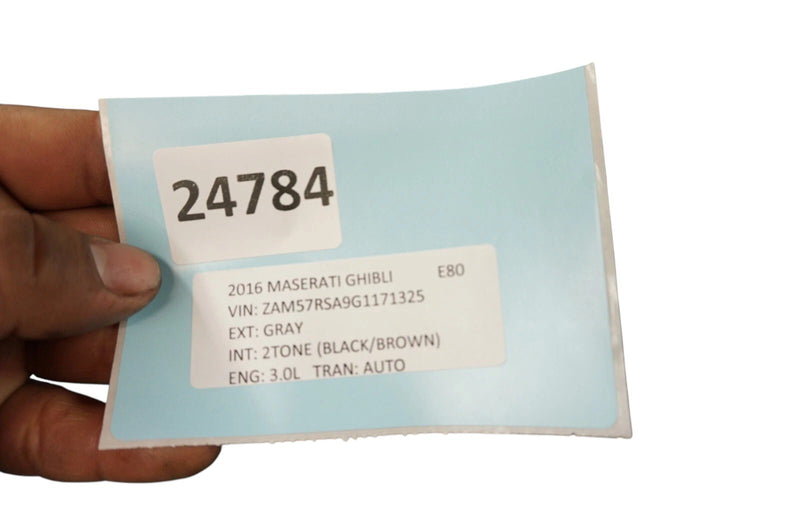 24784
2016 MASERATI GHIBLI E80
VIN: ZAM57RSA9G1171325
EXT: GRAY
INT: 2TONE (BLACK/BROWN)
ENG: 3.0L TRAN: AUTO